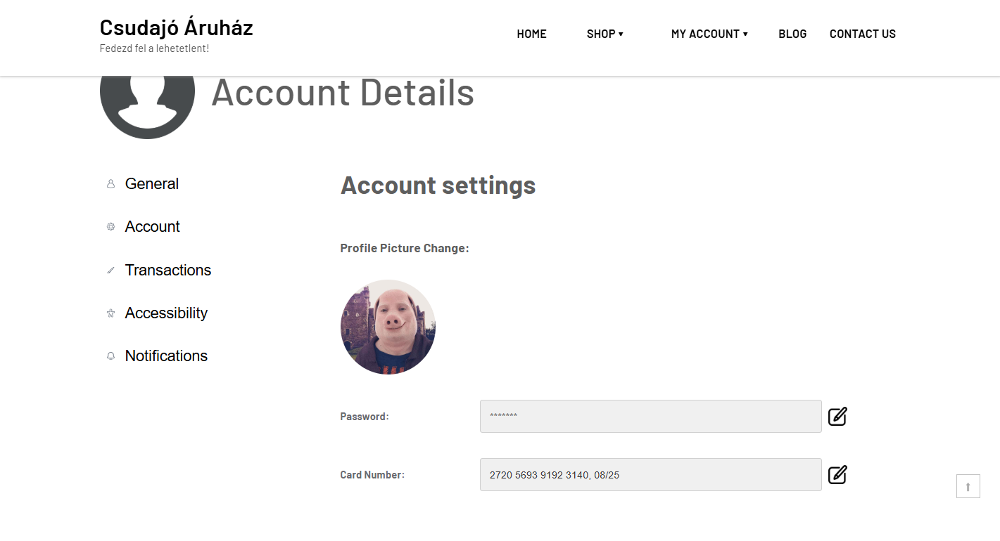 Csudajó Áruház
Fedezd fel a lehetetlent!
HOME SHOP MY ACCOUNT BLOG CONTACT US
Account Details
General
Account
Transactions
Accessibility
Notifications
Account settings
Profile Picture Change:
Password: *******
Card Number: 2720 5693 9192 3140, 08/25